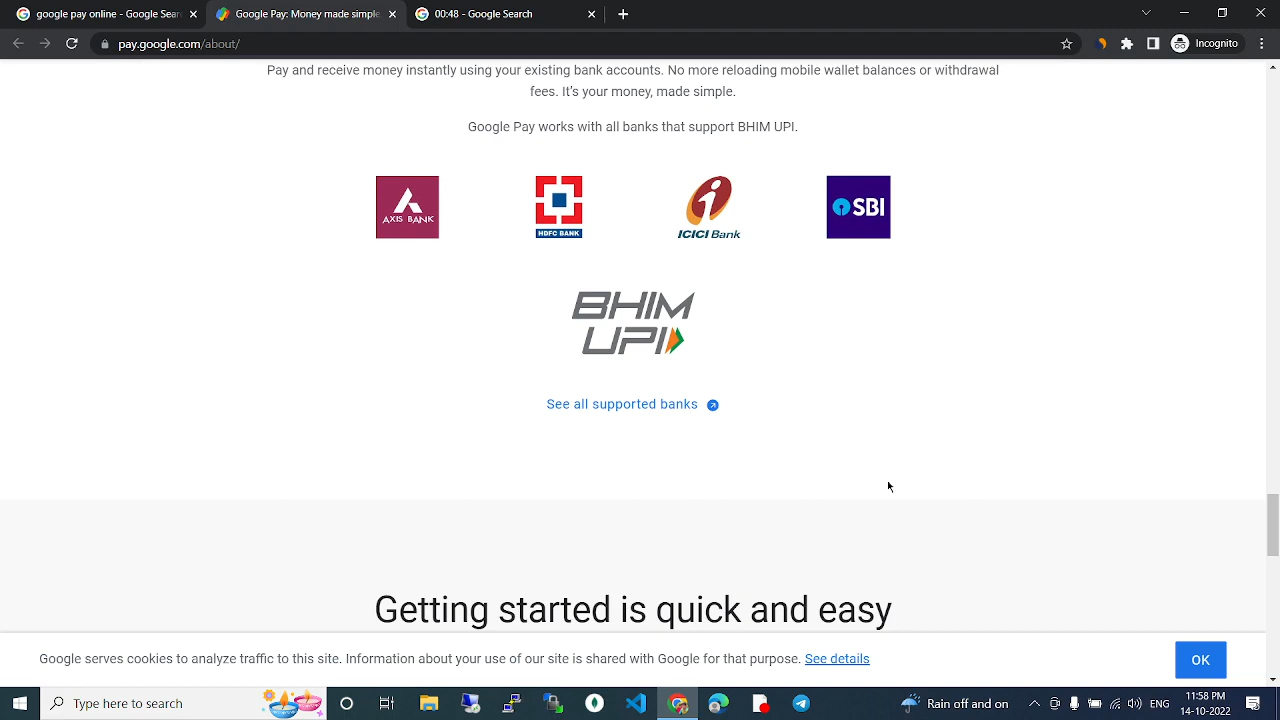 google pay online - Google Sear
Google Pay: Money made simple
00:48 - Google Search
pay.google.com/about/
Incognito
Pay and receive money instantly using your existing bank accounts. No more reloading mobile wallet balances or withdrawal
fees. It's your money, made simple.
Google Pay works with all banks that support BHIM UPI.
AXIS BANK
HDFC BANK
ICICI Bank
SBI
BHIM
UPI
See all supported banks
Getting started is quick and easy
Google serves cookies to analyze traffic to this site. Information about your use of our site is shared with Google for that purpose. See details
OK
Type here to search
Rain off and on
ENG
11:58 PM
14-10-2022